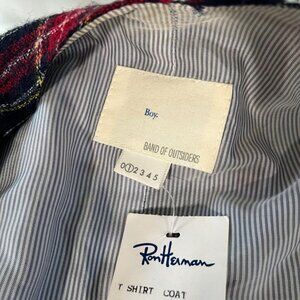 Boy.
BAND OF OUTSIDERS
0 1 2 3 4 5
Ron Herman
T SHIRT COAT